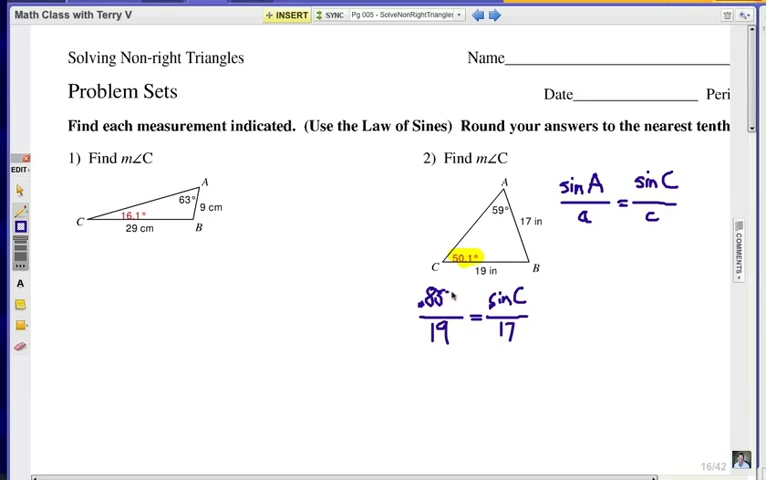 Math Class with Terry V
+ INSERT
SYNC
Pg 005 - SolveNonRightTriangles
Solving Non-right Triangles
Name
Problem Sets
Date Peri
Find each measurement indicated. (Use the Law of Sines) Round your answers to the nearest tenth
EDIT
1) Find m∠C
2) Find m∠C
A
63°
9 cm
16.1°
C
29 cm
B
A
59°
17 in
50.1°
C
19 in
B
sin A / a = sin C / c
.85 / 19 = sin C / 17
A
COMMENTS
16/42